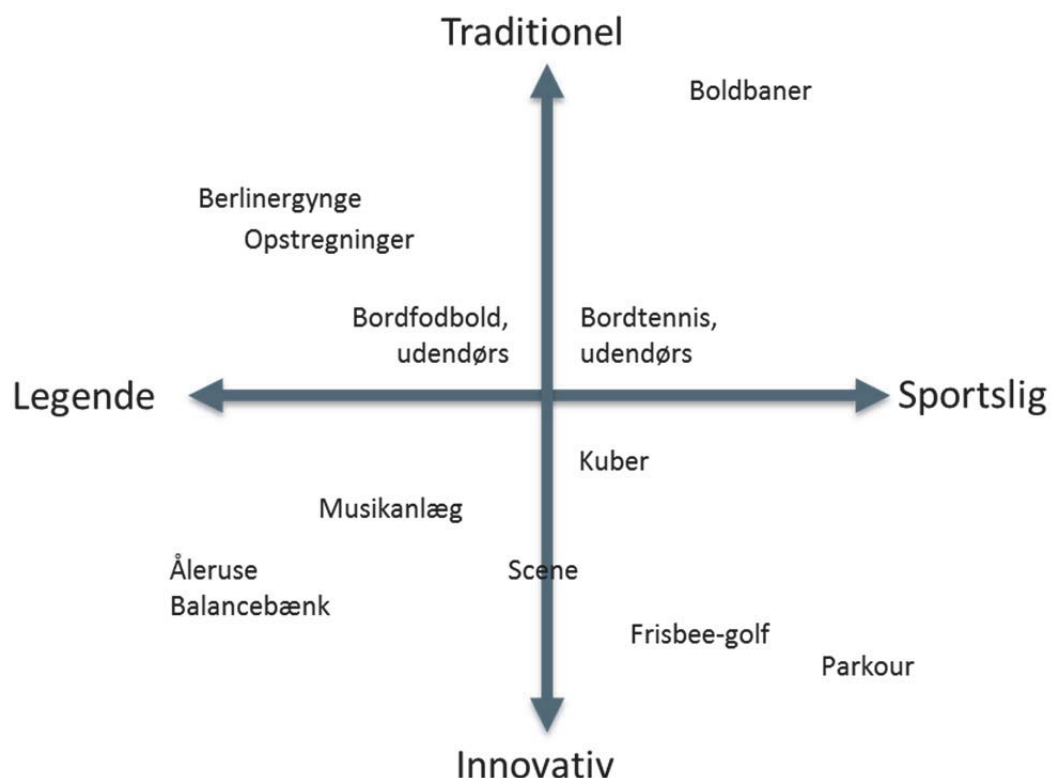 Traditionel
Boldbaner
Berlinergynge
Opstregninger
Bordfodbold,
udendørs
Bordtennis,
udendørs
Legende
Sportslig
Kuber
Musikanlæg
Åleruse
Balancebænk
Scene
Frisbee-golf
Parkour
Innovativ